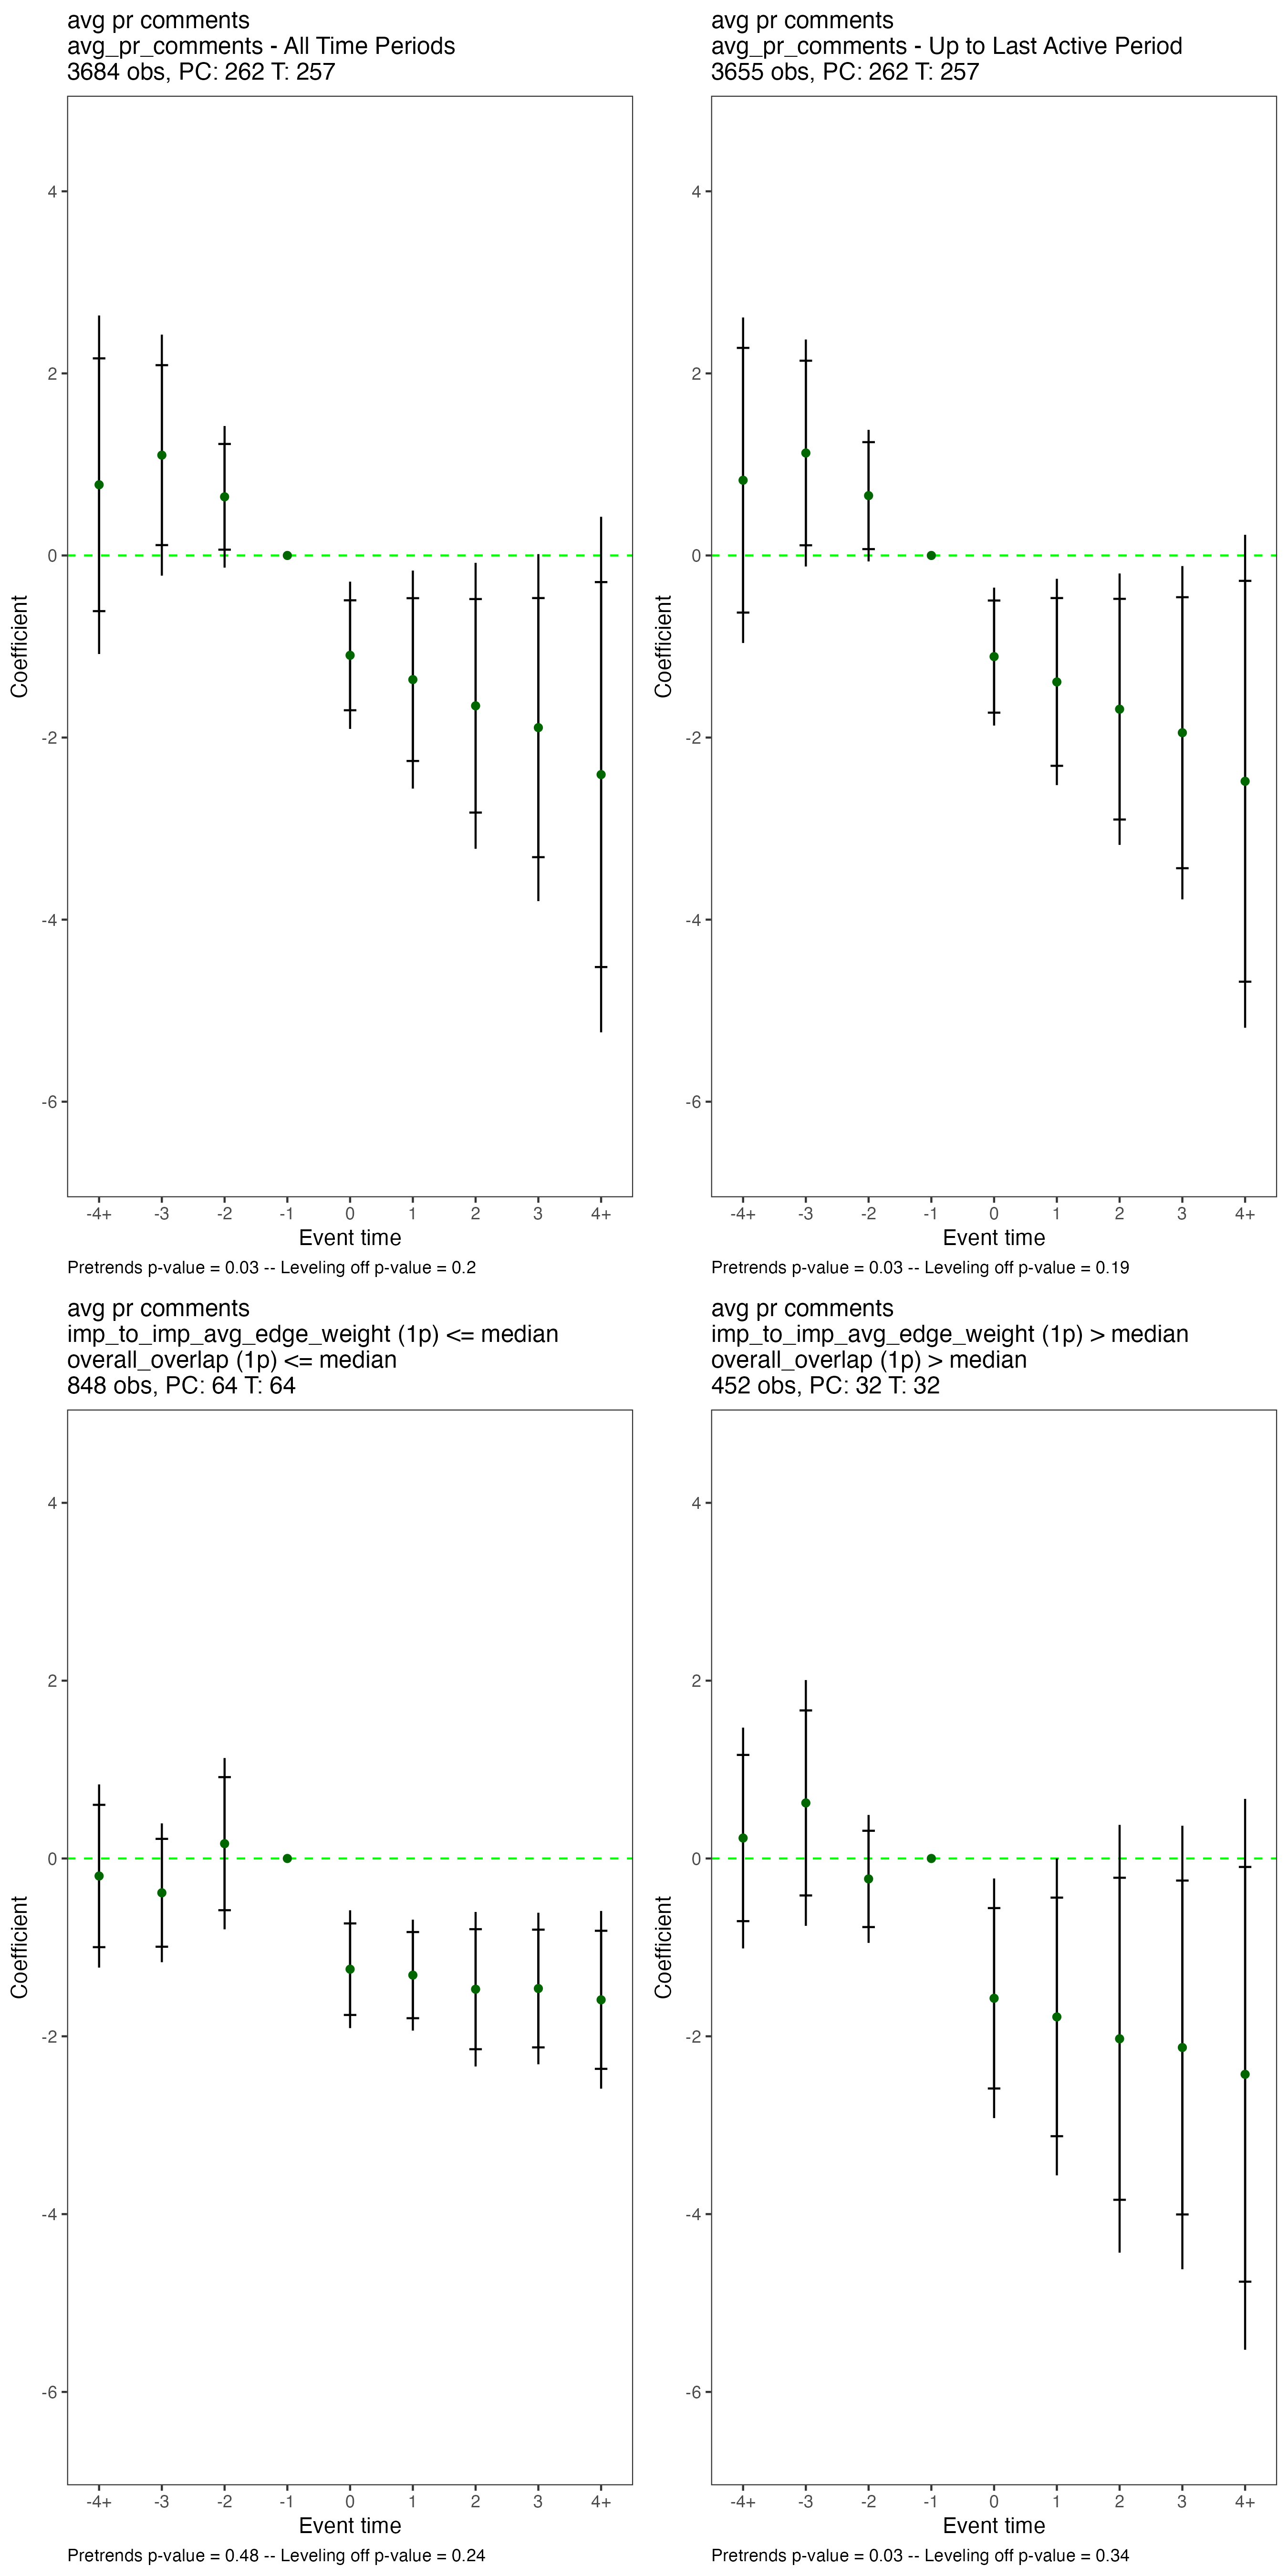 avg pr comments
avg_pr_comments - All Time Periods
3684 obs, PC: 262 T: 257
4
2
0
-2
-4
-6
Coefficient
-4+ -3 -2 -1 0 1 2 3 4+
Event time
Pretrends p-value = 0.03 -- Leveling off p-value = 0.2
avg pr comments
avg_pr_comments - Up to Last Active Period
3655 obs, PC: 262 T: 257
4
2
0
-2
-4
-6
Coefficient
-4+ -3 -2 -1 0 1 2 3 4+
Event time
Pretrends p-value = 0.03 -- Leveling off p-value = 0.19
avg pr comments
imp_to_imp_avg_edge_weight (1p) <= median
overall_overlap (1p) <= median
848 obs, PC: 64 T: 64
4
2
0
-2
-4
-6
Coefficient
-4+ -3 -2 -1 0 1 2 3 4+
Event time
Pretrends p-value = 0.48 -- Leveling off p-value = 0.24
avg pr comments
imp_to_imp_avg_edge_weight (1p) > median
overall_overlap (1p) > median
452 obs, PC: 32 T: 32
4
2
0
-2
-4
-6
Coefficient
-4+ -3 -2 -1 0 1 2 3 4+
Event time
Pretrends p-value = 0.03 -- Leveling off p-value = 0.34